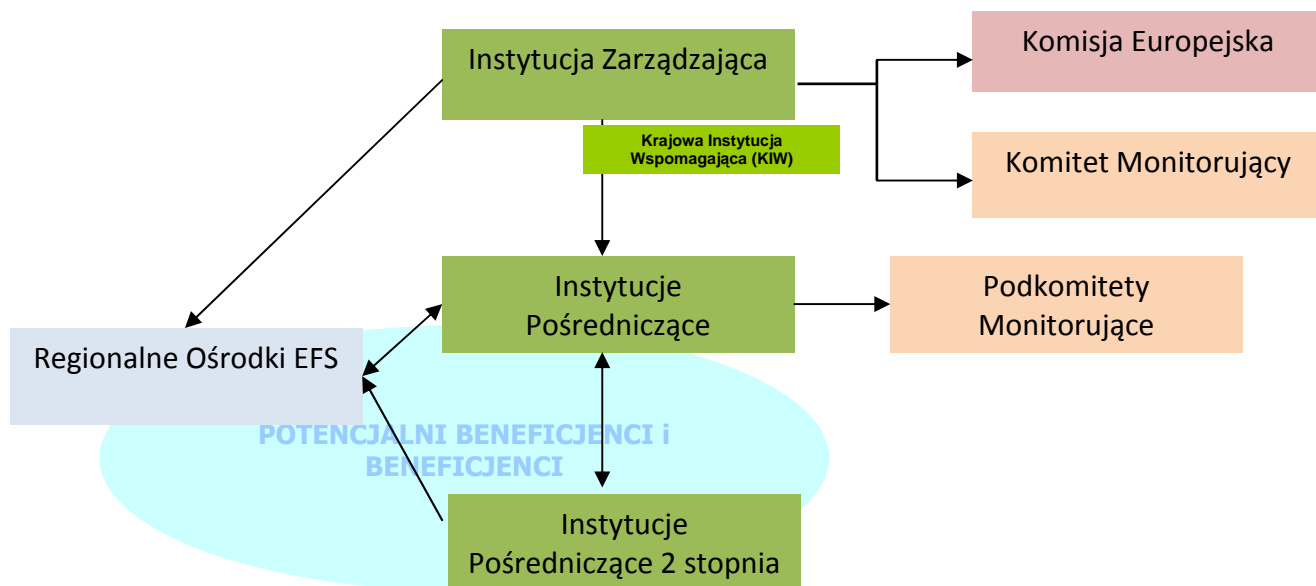 Instytucja Zarządzająca
Komisja Europejska
Krajowa Instytucja
Wspomagająca (KIW)
Komitet Monitorujący
Instytucje
Pośredniczące
Podkomitety
Monitorujące
Regionalne Ośrodki EFS
POTENCJALNI BENEFICJENCI i
BENEFICJENCI
Instytucje
Pośredniczące 2 stopnia